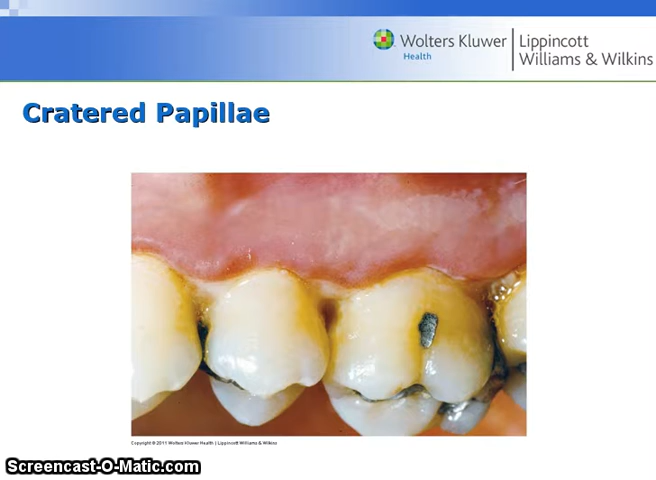 Wolters Kluwer
Health
Lippincott
Williams & Wilkins
Cratered Papillae
Copyright © 2011 Wolters Kluwer Health | Lippincott Williams & Wilkins
Screencast-O-Matic.com